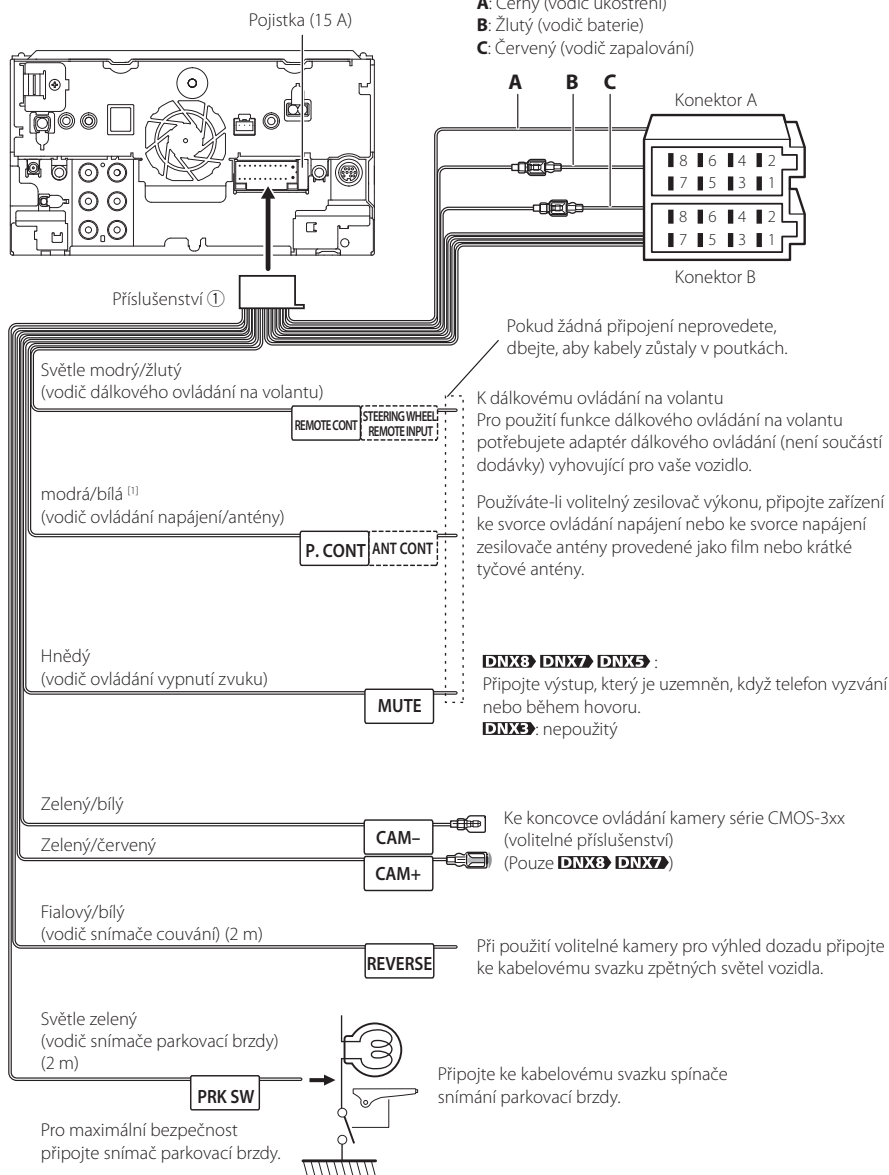 A: Černý (vodič ukostření)
Pojistka (15 A)
B: Žlutý (vodič baterie)
C: Červený (vodič zapalování)
A B C
Konektor A
8 6 4 2
7 5 3 1
8 6 4 2
7 5 3 1
Konektor B
Příslušenství ①
Pokud žádná připojení neprovedete,
dbejte, aby kabely zůstaly v poutkách.
Světle modrý/žlutý
(vodič dálkového ovládání na volantu)
REMOTE CONT
STEERING WHEEL
REMOTE INPUT
K dálkovému ovládání na volantu
Pro použití funkce dálkového ovládání na volantu
potřebujete adaptér dálkového ovládání (není součástí
dodávky) vyhovující pro vaše vozidlo.
modrá/bílá [1]
(vodič ovládání napájení/antény)
P. CONT
ANT CONT
Používáte-li volitelný zesilovač výkonu, připojte zařízení
ke svorce ovládání napájení nebo ke svorce napájení
zesilovače antény provedené jako film nebo krátké
tyčové antény.
Hnědý
(vodič ovládání vypnutí zvuku)
MUTE
DNX8 DNX7 DNX5 :
Připojte výstup, který je uzemněn, když telefon vyzvání
nebo během hovoru.
DNX3: nepoužitý
Zelený/bílý
CAM–
Zelený/červený
CAM+
Ke koncovce ovládání kamery série CMOS-3xx
(volitelné příslušenství)
(Pouze DNX8 DNX7)
Fialový/bílý
(vodič snímače couvání) (2 m)
REVERSE
Při použití volitelné kamery pro výhled dozadu připojte
ke kabelovému svazku zpětných světel vozidla.
Světle zelený
(vodič snímače parkovací brzdy)
(2 m)
PRK SW
Připojte ke kabelovému svazku spínače
snímání parkovací brzdy.
Pro maximální bezpečnost
připojte snímač parkovací brzdy.